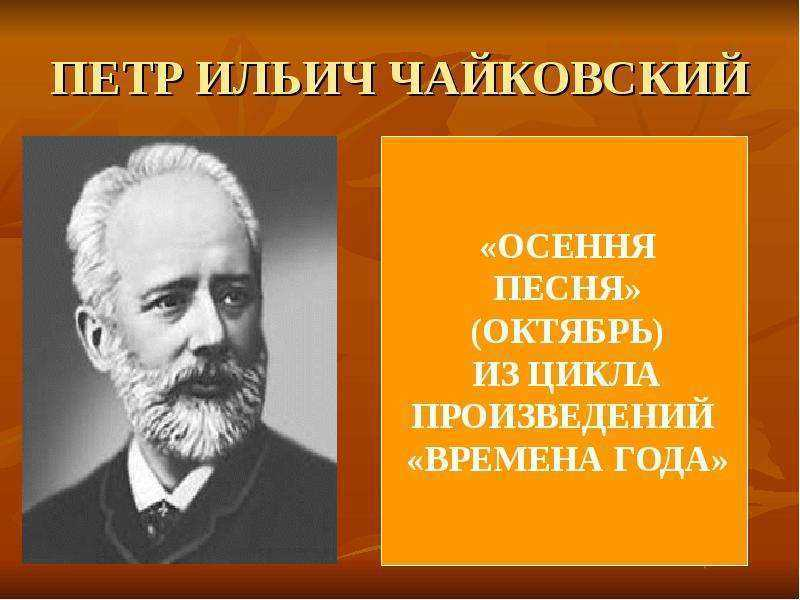 ПЕТР ИЛЬИЧ ЧАЙКОВСКИЙ
«ОСЕННЯ
ПЕСНЯ»
(ОКТЯБРЬ)
ИЗ ЦИКЛА
ПРОИЗВЕДЕНИЙ
«ВРЕМЕНА ГОДА»